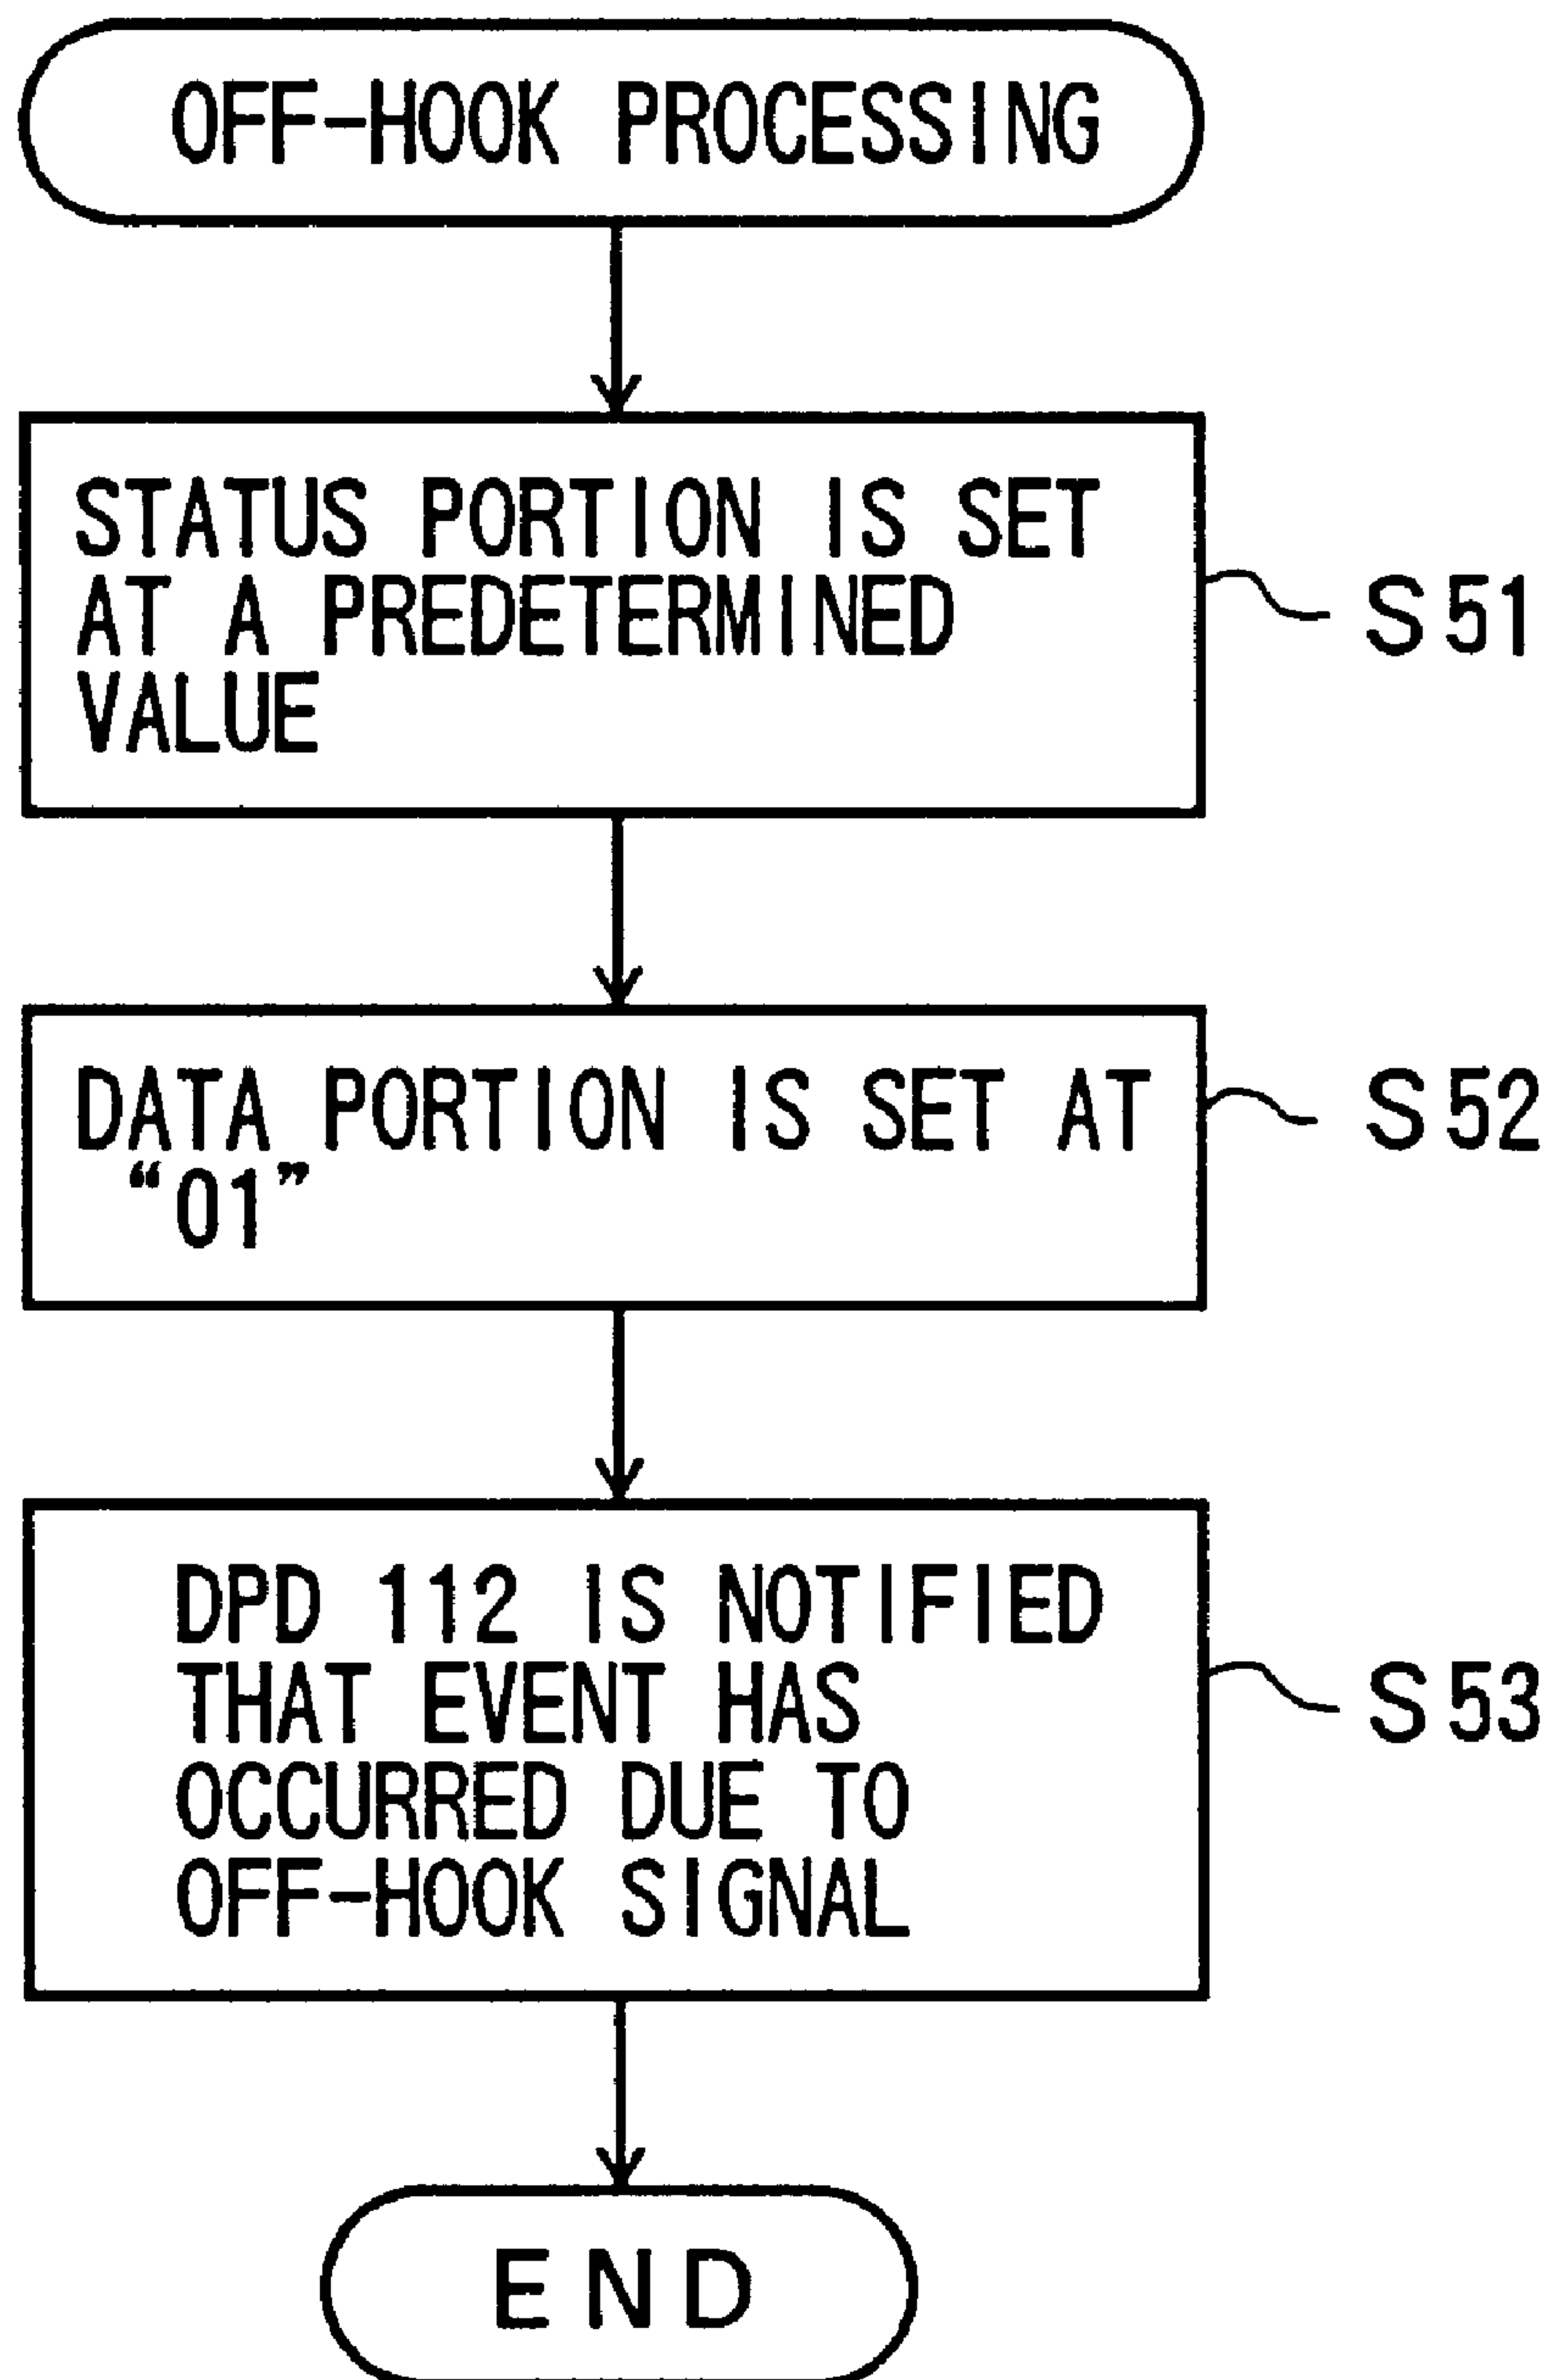 OFF-HOOK PROCESSING
STATUS PORTION IS SET
AT A PREDETERMINED
VALUE
S51
DATA PORTION IS SET AT
“01”
S52
DPD 112 IS NOTIFIED
THAT EVENT HAS
OCCURRED DUE TO
OFF-HOOK SIGNAL
S53
END